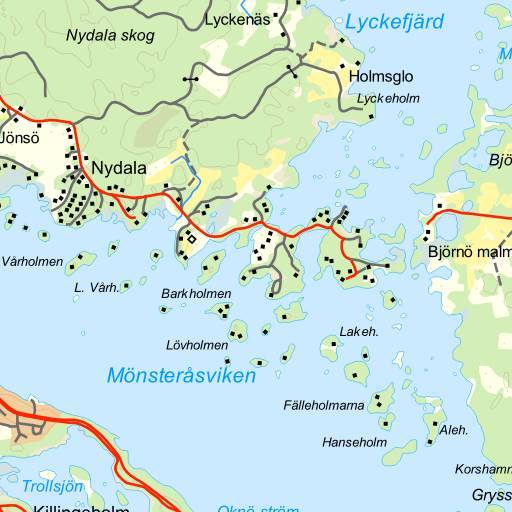 Lyckenäs
Lyckefjärd
Nydala skog
Holmsglo
Lyckeholm
Jönsö
Nydala
Vårholmen
Björnö malm
L. Vårh.
Barkholmen
Lakeh.
Lövholmen
Mönsteråsviken
Fälleholmarna
Aleh.
Hanseholm
Trollsjön
Killingeholm
Oknö ström